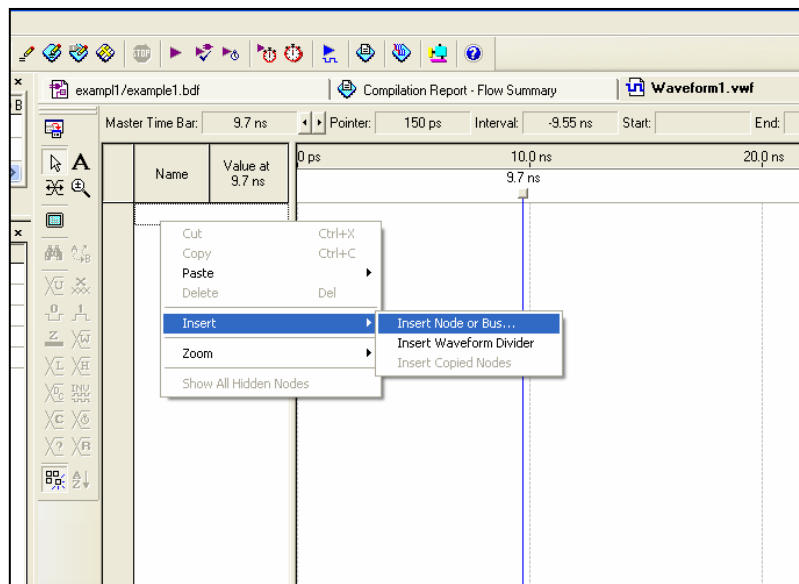 STOP
exampl1/example1.bdf
Compilation Report - Flow Summary
Waveform1.vwf
B
Master Time Bar: 9.7 ns Pointer: 150 ps Interval: -9.55 ns Start: End:
A
Name
Value at
9.7 ns
0 ps 10.0 ns 20.0 ns
9.7 ns
Cut Ctrl+X
Copy Ctrl+C
Paste
Delete Del
Insert
Zoom
Show All Hidden Nodes
Insert Node or Bus...
Insert Waveform Divider
Insert Copied Nodes